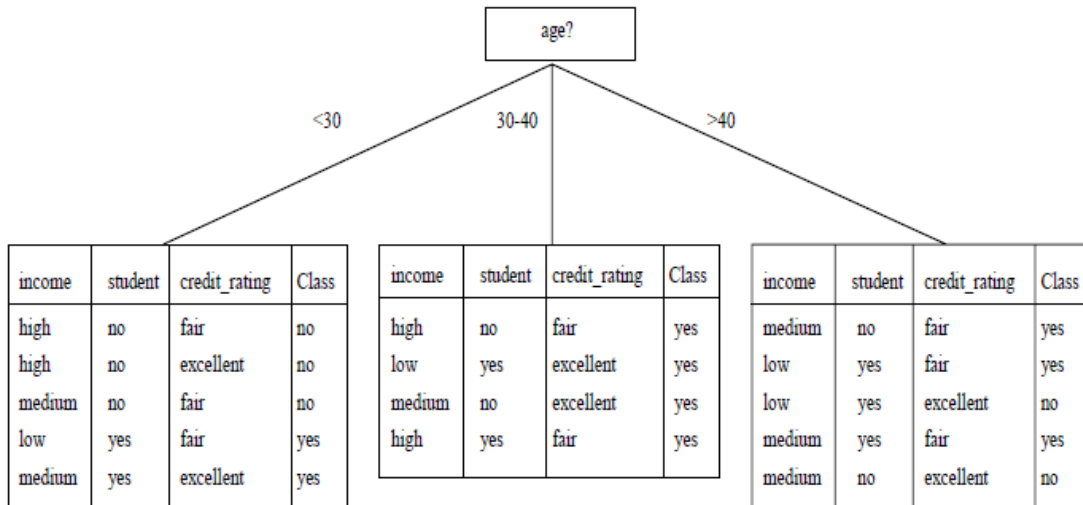 age?
<30 30-40 >40
income student credit_rating Class
high no fair no
high no excellent no
medium no fair no
low yes fair yes
medium yes excellent yes
income student credit_rating Class
high no fair yes
low yes excellent yes
medium no excellent yes
high yes fair yes
income student credit_rating Class
medium no fair yes
low yes fair yes
low yes excellent no
medium yes fair yes
medium no excellent no